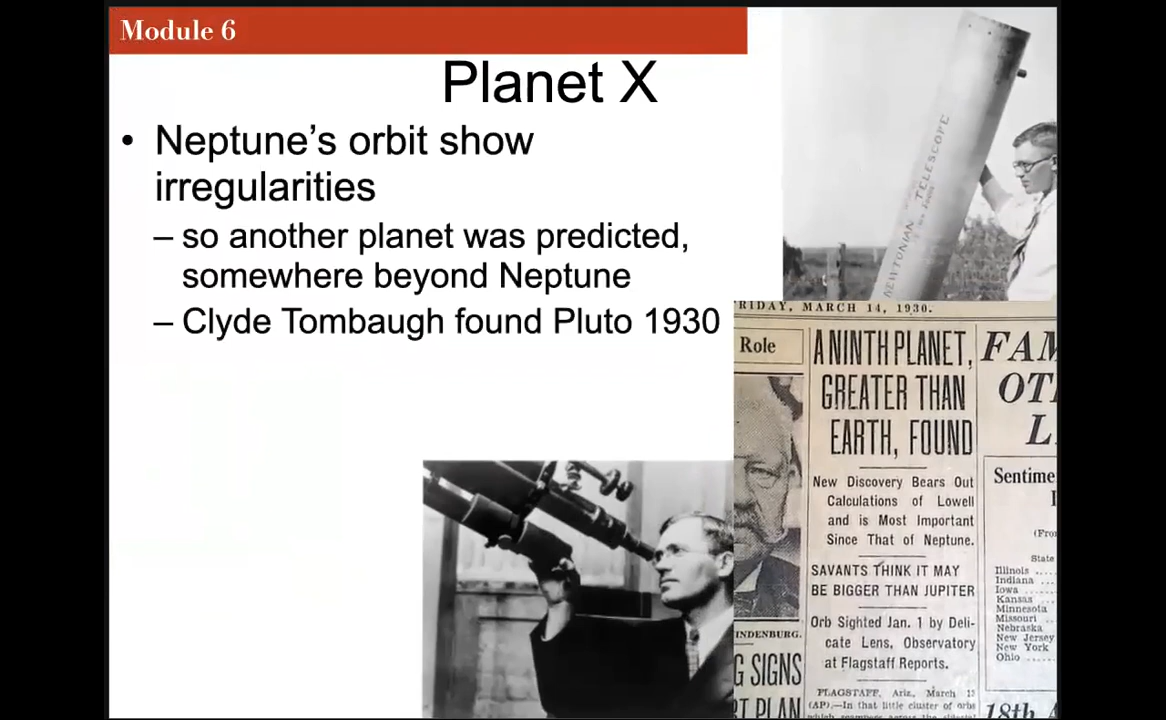 Module 6
Planet X
• Neptune's orbit show
irregularities
– so another planet was predicted,
somewhere beyond Neptune
– Clyde Tombaugh found Pluto 1930
NEWTONIAN TELESCOPE
RIDAY, MARCH 14, 1930.
Role
A NINTH PLANET,
GREATER THAN
EARTH, FOUND
New Discovery Bears Out
Calculations of Lowell
and is Most Important
Since That of Neptune.
SAVANTS THINK IT MAY
BE BIGGER THAN JUPITER
Orb Sighted Jan. 1 by Deli-
cate Lens, Observatory
at Flagstaff Reports.
FLAGSTAFF, Ariz., March 13
(AP).—In that little cluster of orbs
INDENBURG.
G SIGNS
RT PLAN
FAM
OT
L
Sentime
(Fro
State
Illinois ....
Indiana ...
Iowa ......
Kansas ....
Minnesota
Missouri ..
Nebraska
New Jersey
New York
Ohio ......
18th A